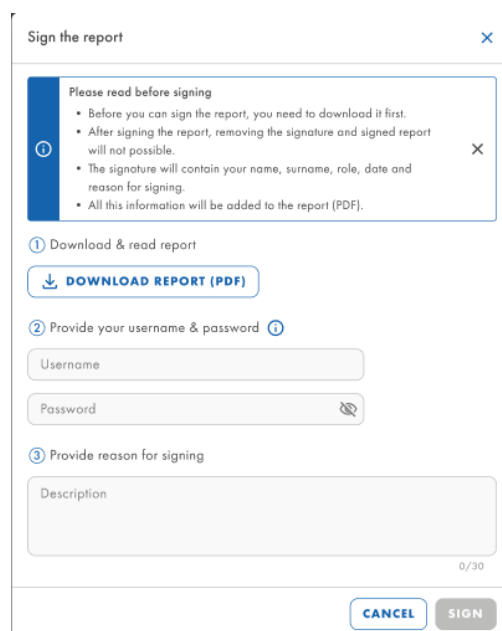 Sign the report
Please read before signing
• Before you can sign the report, you need to download it first.
• After signing the report, removing the signature and signed report
will not possible.
• The signature will contain your name, surname, role, date and
reason for signing.
• All this information will be added to the report (PDF).
1 Download & read report
DOWNLOAD REPORT (PDF)
2 Provide your username & password
Username
Password
3 Provide reason for signing
Description
0/30
CANCEL SIGN